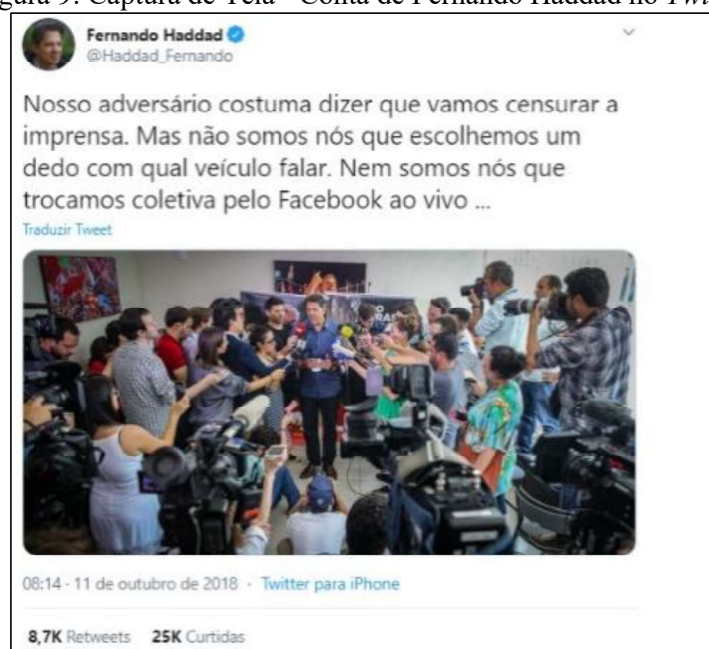 Figura 9: Captura de Tela - Conta de Fernando Haddad no
Fernando Haddad
@Haddad_Fernando
Nosso adversário costuma dizer que vamos censurar a
imprensa. Mas não somos nós que escolhemos um
dedo com qual veículo falar. Nem somos nós que
trocamos coletiva pelo Facebook ao vivo ...
Traduzir Tweet
08:14 · 11 de outubro de 2018 · Twitter para iPhone
8,7K Retweets 25K Curtidas